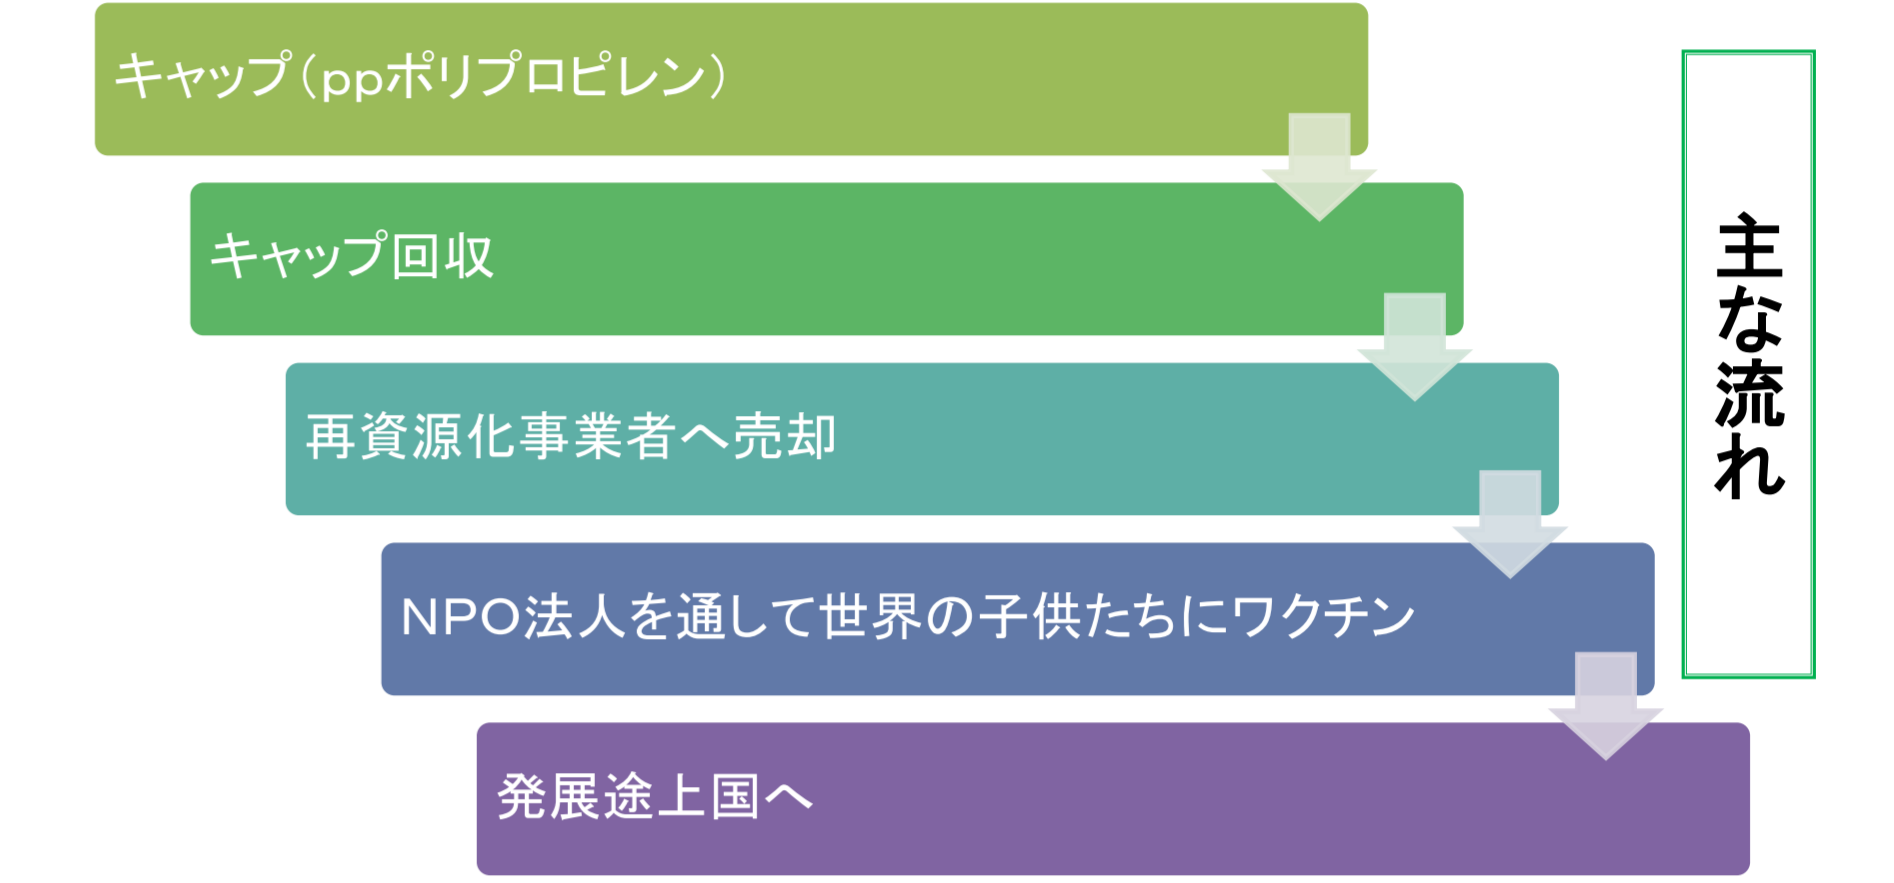 キャップ（ppポリプロピレン）
キャップ回収
再資源化事業者へ売却
NPO法人を通して世界の子供たちにワクチン
発展途上国へ
主な流れ